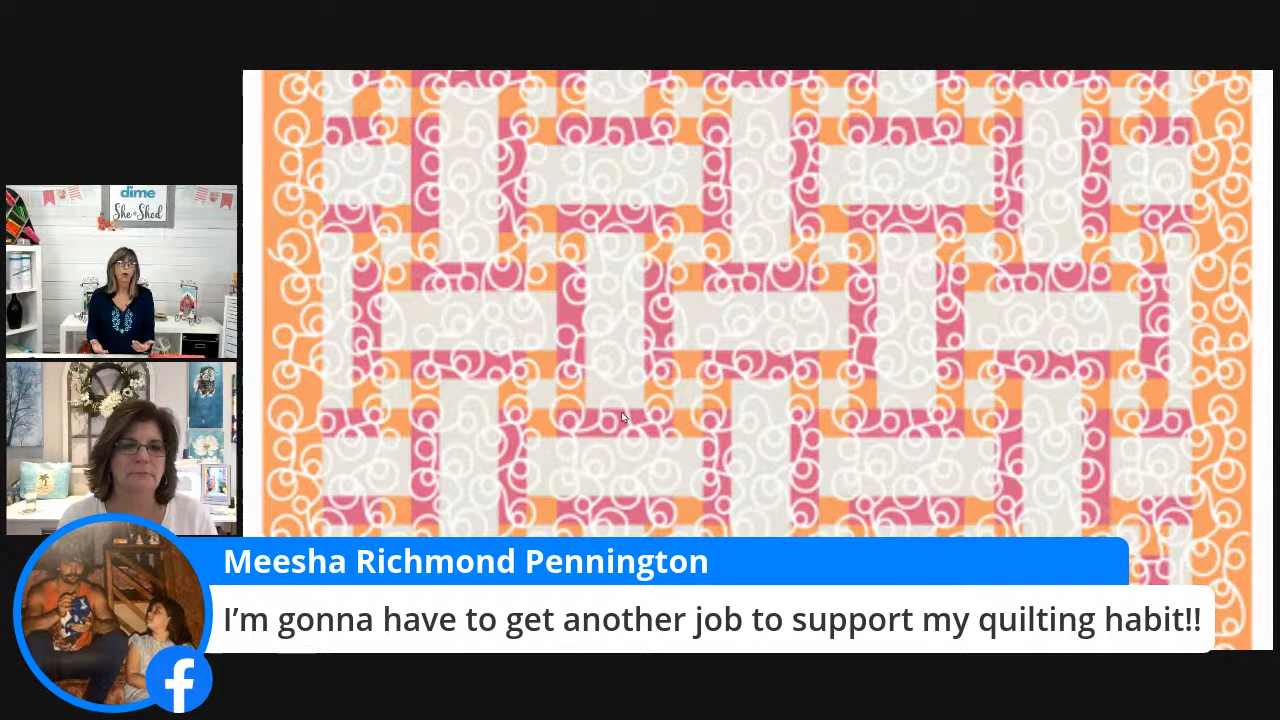 dime
She Shed
Meesha Richmond Pennington
I'm gonna have to get another job to support my quilting habit!!